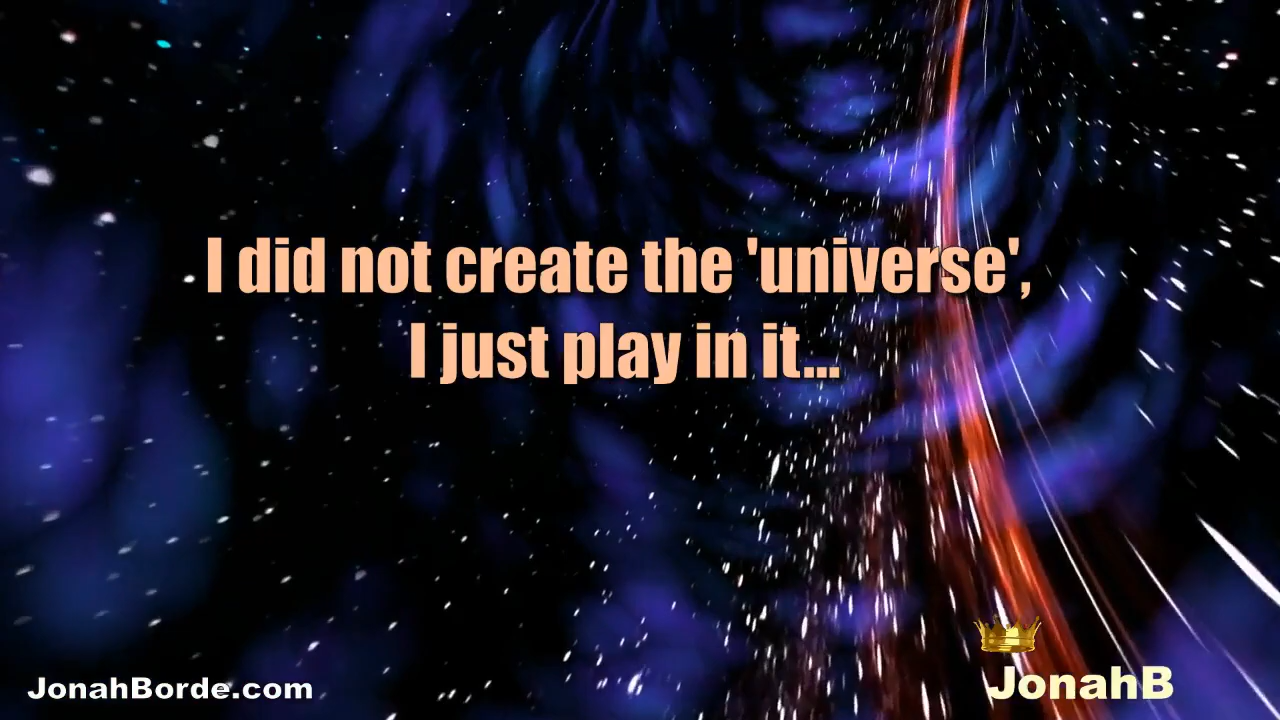 I did not create the 'universe',
I just play in it...
JonahBorde.com
JonahB